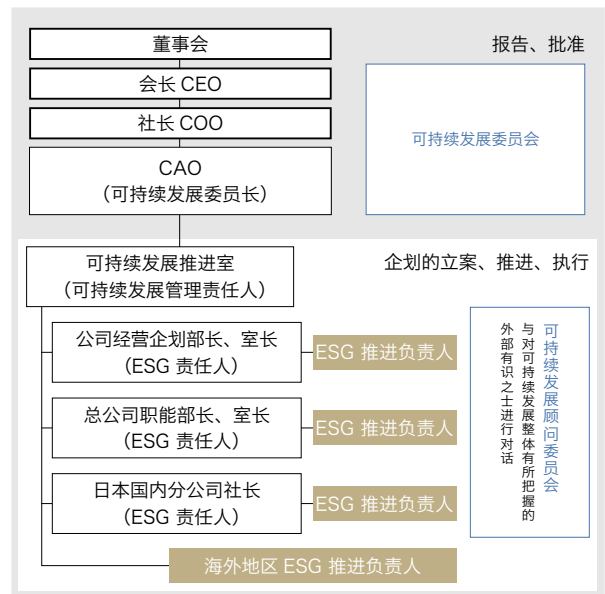 董事会
会长 CEO
社长 COO
CAO
（可持续发展委员长）
报告、批准
可持续发展委员会
可持续发展推进室
（可持续发展管理责任人）
企划的立案、推进、执行
公司经营企划部长、室长
（ESG 责任人）
ESG 推进负责人
总公司职能部长、室长
（ESG 责任人）
ESG 推进负责人
日本国内分公司社长
（ESG 责任人）
ESG 推进负责人
海外地区 ESG 推进负责人
可持续发展顾问委员会
与对可持续发展整体有所把握的
外部有识之士进行对话